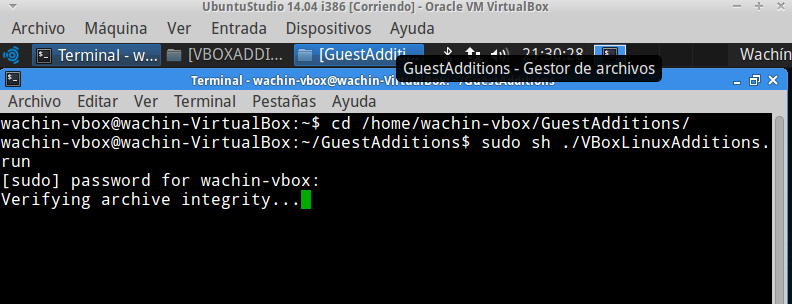 UbuntuStudio 14.04 i386 [Corriendo] - Oracle VM VirtualBox
Archivo Máquina Ver Entrada Dispositivos Ayuda
Terminal - w... [VBOXADDI... [GuestAdditi... 21:30:28 Wachín
GuestAdditions - Gestor de archivos
Terminal - wachin-vbox@wachin-VirtualBox: ~/GuestAdditions
Archivo Editar Ver Terminal Pestañas Ayuda
wachin-vbox@wachin-VirtualBox:~$ cd /home/wachin-vbox/GuestAdditions/
wachin-vbox@wachin-VirtualBox:~/GuestAdditions$ sudo sh ./VBoxLinuxAdditions.
run
[sudo] password for wachin-vbox:
Verifying archive integrity...